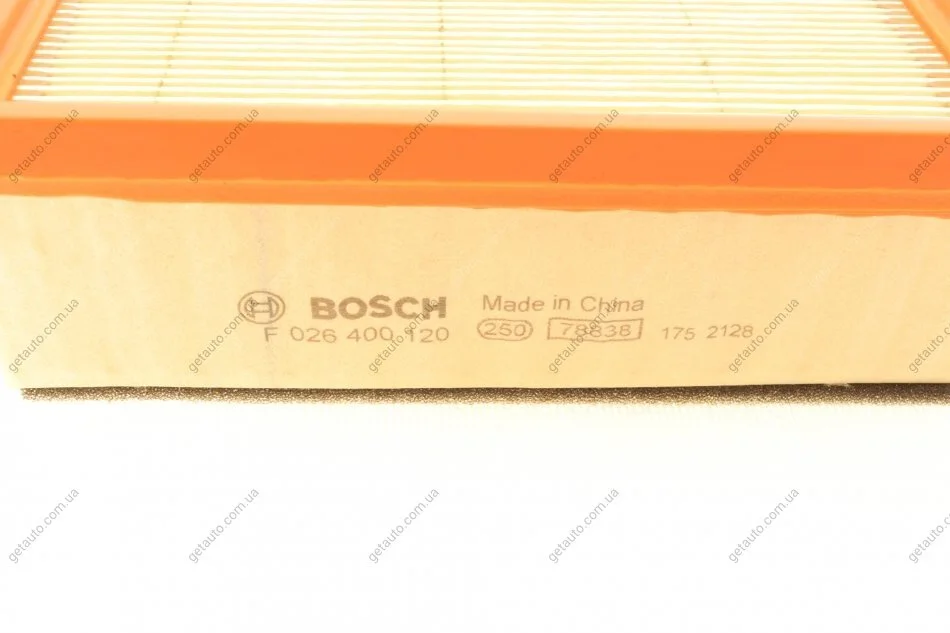 BOSCH Made in China
F 026 400 120 250 78838 175 2128
getauto.com.ua